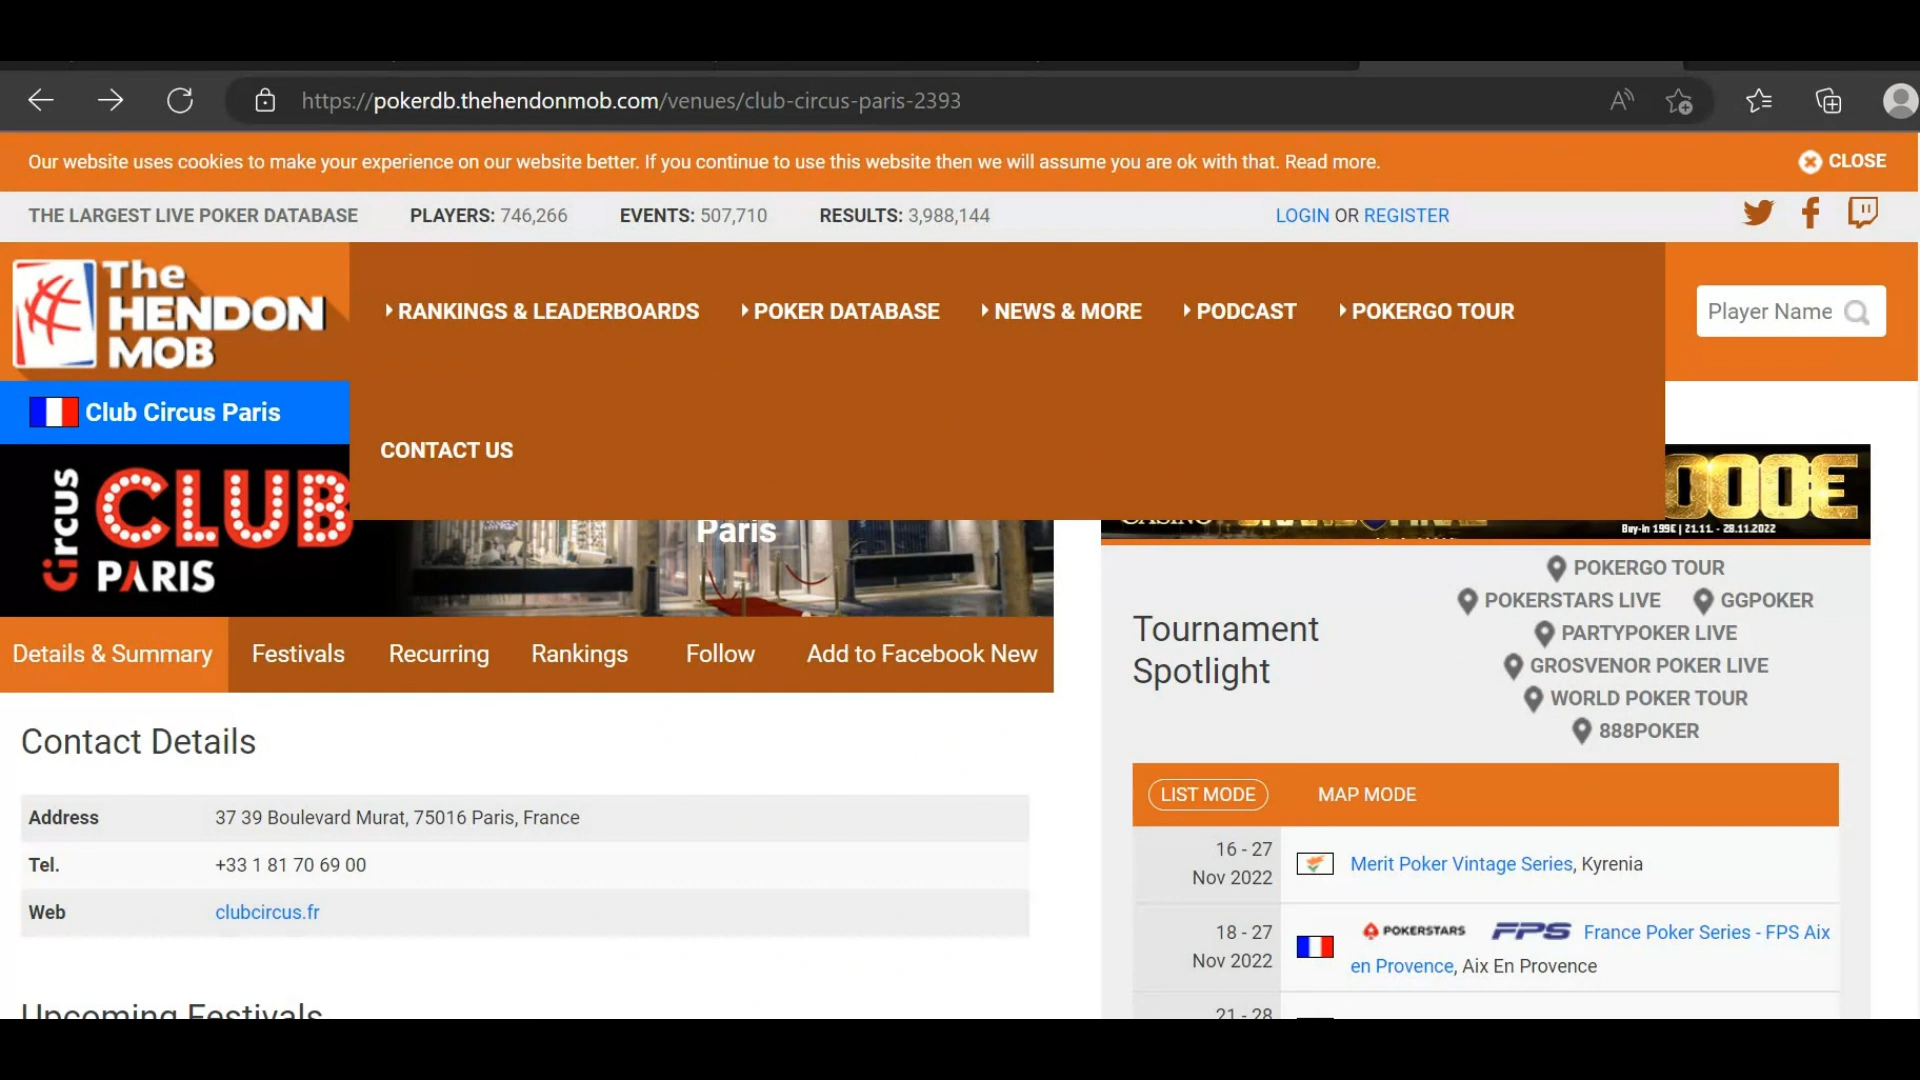 https://pokerdb.thehendonmob.com/venues/club-circus-paris-2393
Our website uses cookies to make your experience on our website better. If you continue to use this website then we will assume you are ok with that. Read more.
CLOSE
THE LARGEST LIVE POKER DATABASE PLAYERS: 746,266 EVENTS: 507,710 RESULTS: 3,988,144 LOGIN OR REGISTER
The
HENDON
MOB
RANKINGS & LEADERBOARDS POKER DATABASE NEWS & MORE PODCAST POKERGO TOUR
Player Name
Club Circus Paris
CONTACT US
Circus
CLUB
PARIS
Paris
000€
Buy-in 199€ | 21.11. - 28.11.2022
Details & Summary Festivals Recurring Rankings Follow Add to Facebook New
Contact Details
Address 37 39 Boulevard Murat, 75016 Paris, France
Tel. +33 1 81 70 69 00
Web clubcircus.fr
Upcoming Festivals
Tournament
Spotlight
POKERGO TOUR
POKERSTARS LIVE GGPOKER
PARTYPOKER LIVE
GROSVENOR POKER LIVE
WORLD POKER TOUR
888POKER
LIST MODE MAP MODE
16 - 27
Nov 2022
Merit Poker Vintage Series, Kyrenia
18 - 27
Nov 2022
POKERSTARS FPS France Poker Series - FPS Aix
en Provence, Aix En Provence
21 - 28